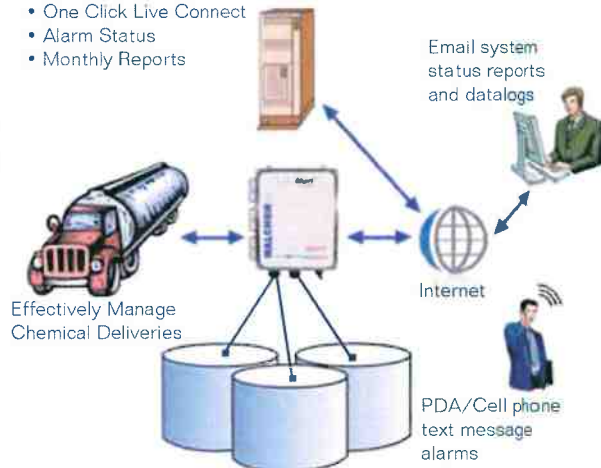 • One Click Live Connect
• Alarm Status
• Monthly Reports
Email system
status reports
and datalogs
WALCHEM
Internet
Effectively Manage
Chemical Deliveries
PDA/Cell phone
text message
alarms